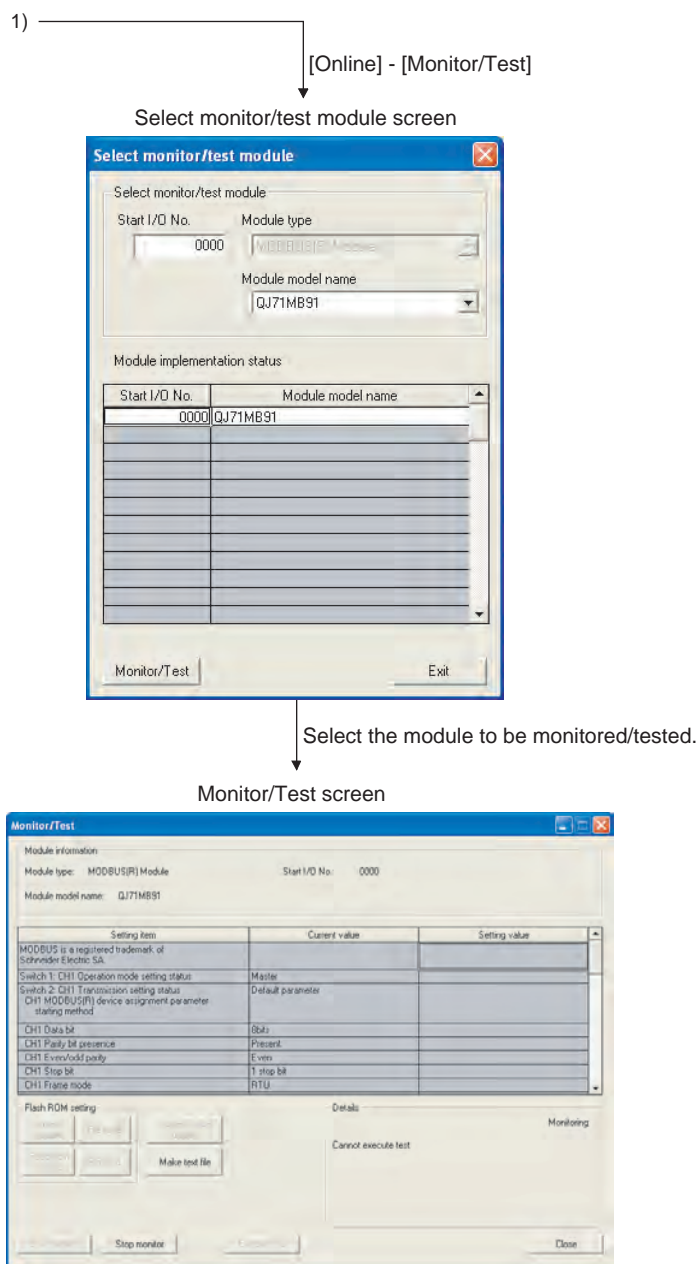 1)
[Online] - [Monitor/Test]
Select monitor/test module screen
Select monitor/test module
Select monitor/test module
Start I/O No.
Module type
0000
MODBUS(R) Module
Module model name
QJ71MB91
Module implementation status
Start I/O No.
Module model name
0000
QJ71MB91
Monitor/Test
Exit
Select the module to be monitored/tested.
Monitor/Test screen
Monitor/Test
Module information
Module type: MODBUS(R) Module
Start I/O No.: 0000
Module model name: QJ71MB91
Setting item
Current value
Setting value
MODBUS is a registered trademark of
Schneider Electric SA.
Switch 1: CH1 Operation mode setting status
Master
Switch 2: CH1 Transmission setting status
Default parameter
CH1 MODBUS(R) device assignment parameter
starting method
CH1 Data bit
8bits
CH1 Parity bit presence
Present
CH1 Even/odd parity
Even
CH1 Stop bit
1 stop bit
CH1 Frame mode
RTU
Flash ROM setting
Details
Monitoring
Cannot execute test
Make text file
Stop monitor
Close